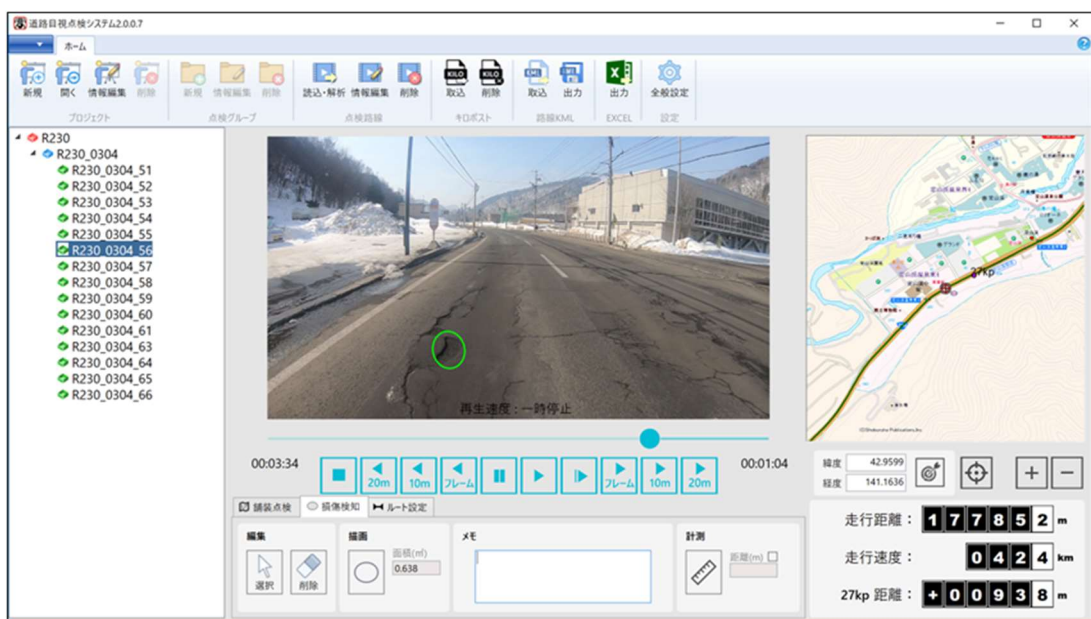 道路目視点検システム2.0.0.7
ホーム
新規 開く 情報編集 削除 新規 情報編集 削除 読込・解析 情報編集 削除 取込 削除 取込 出力 出力 全般設定
プロジェクト 点検グループ 点検路線 キロポスト 路線KML EXCEL 設定
R230
R230_0304
R230_0304_51
R230_0304_52
R230_0304_53
R230_0304_54
R230_0304_55
R230_0304_56
R230_0304_57
R230_0304_58
R230_0304_59
R230_0304_60
R230_0304_61
R230_0304_63
R230_0304_64
R230_0304_65
R230_0304_66
再生速度：一時停止
27kp
00:03:34
20m 10m フレーム フレーム 10m 20m
00:01:04
舗装点検 損傷検知 ルート設定
編集
選択 削除
描画
面積(㎡)
0.638
メモ
計測
距離(m)
緯度 42.9599
経度 141.1636
走行距離： 177852 m
走行速度： 0424 km
27kp 距離： +00938 m